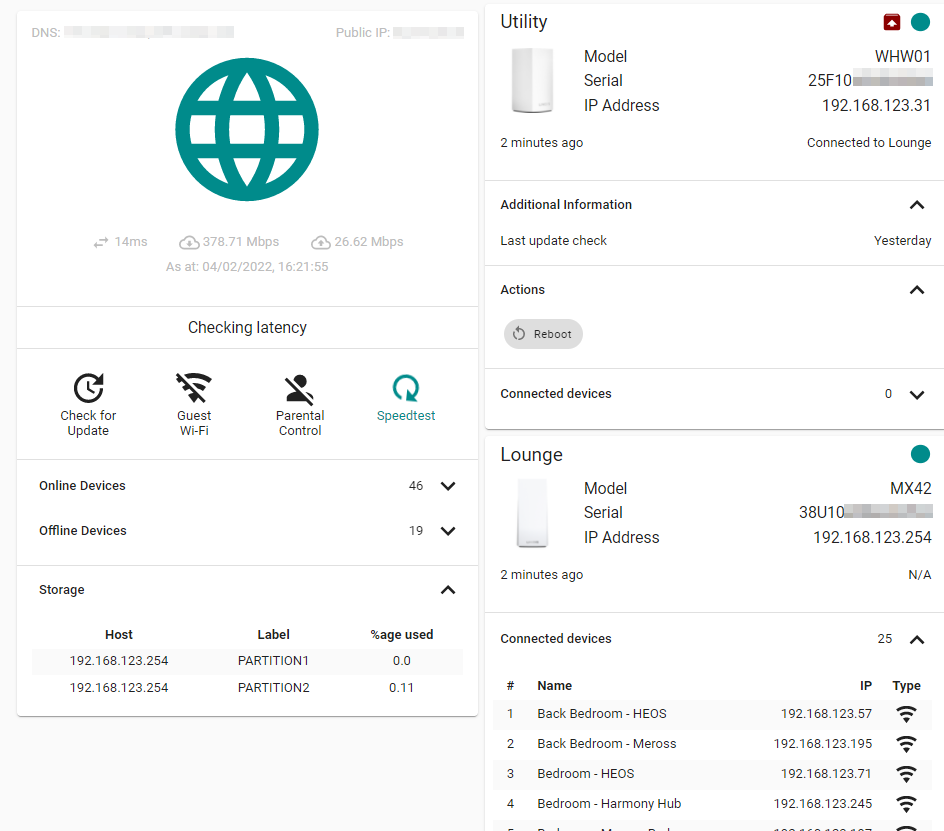 DNS:
Public IP:
14ms 378.71 Mbps 26.62 Mbps
As at: 04/02/2022, 16:21:55
Checking latency
Check for Update
Guest Wi-Fi
Parental Control
Speedtest
Online Devices 46
Offline Devices 19
Storage
Host Label %age used
192.168.123.254 PARTITION1 0.0
192.168.123.254 PARTITION2 0.11
Utility
Model WHW01
Serial 25F10
IP Address 192.168.123.31
2 minutes ago Connected to Lounge
Additional Information
Last update check Yesterday
Actions
Reboot
Connected devices 0
Lounge
Model MX42
Serial 38U10
IP Address 192.168.123.254
2 minutes ago N/A
Connected devices 25
# Name IP Type
1 Back Bedroom - HEOS 192.168.123.57
2 Back Bedroom - Meross 192.168.123.195
3 Bedroom - HEOS 192.168.123.71
4 Bedroom - Harmony Hub 192.168.123.245